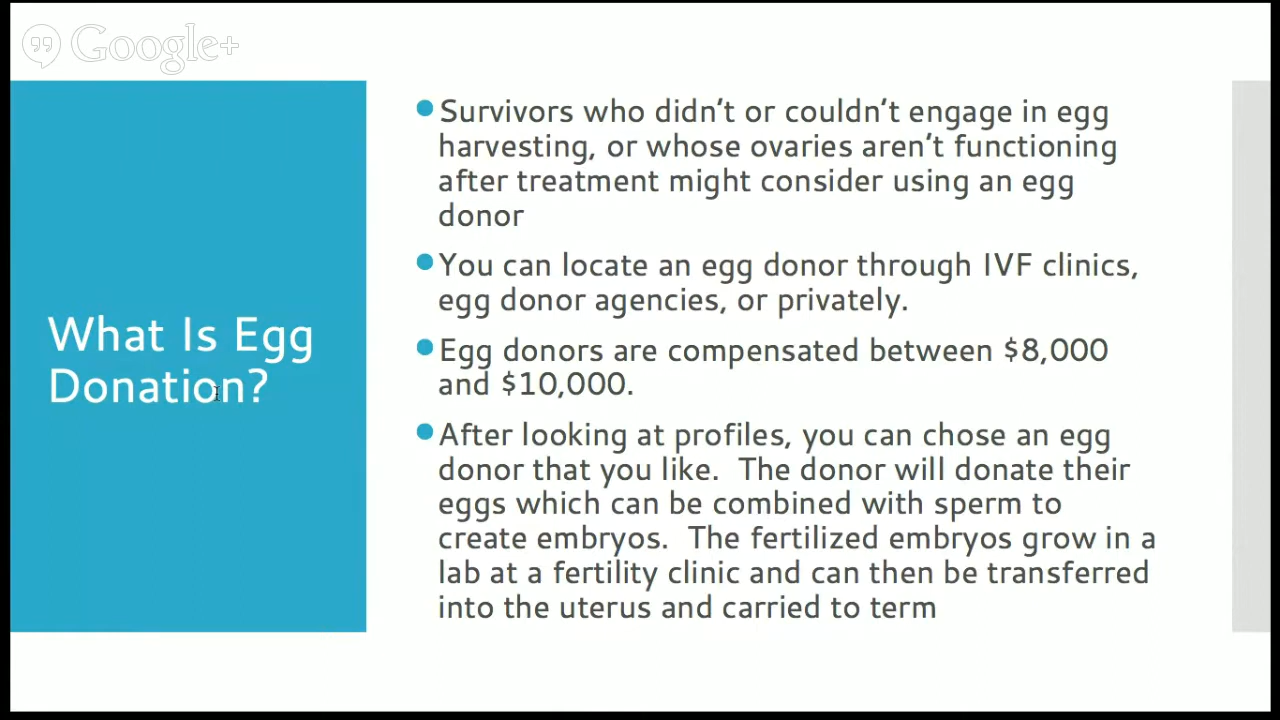 Google+
What Is Egg
Donation?
Survivors who didn't or couldn't engage in egg
harvesting, or whose ovaries aren't functioning
after treatment might consider using an egg
donor
You can locate an egg donor through IVF clinics,
egg donor agencies, or privately.
Egg donors are compensated between $8,000
and $10,000.
After looking at profiles, you can chose an egg
donor that you like.  The donor will donate their
eggs which can be combined with sperm to
create embryos.  The fertilized embryos grow in a
lab at a fertility clinic and can then be transferred
into the uterus and carried to term